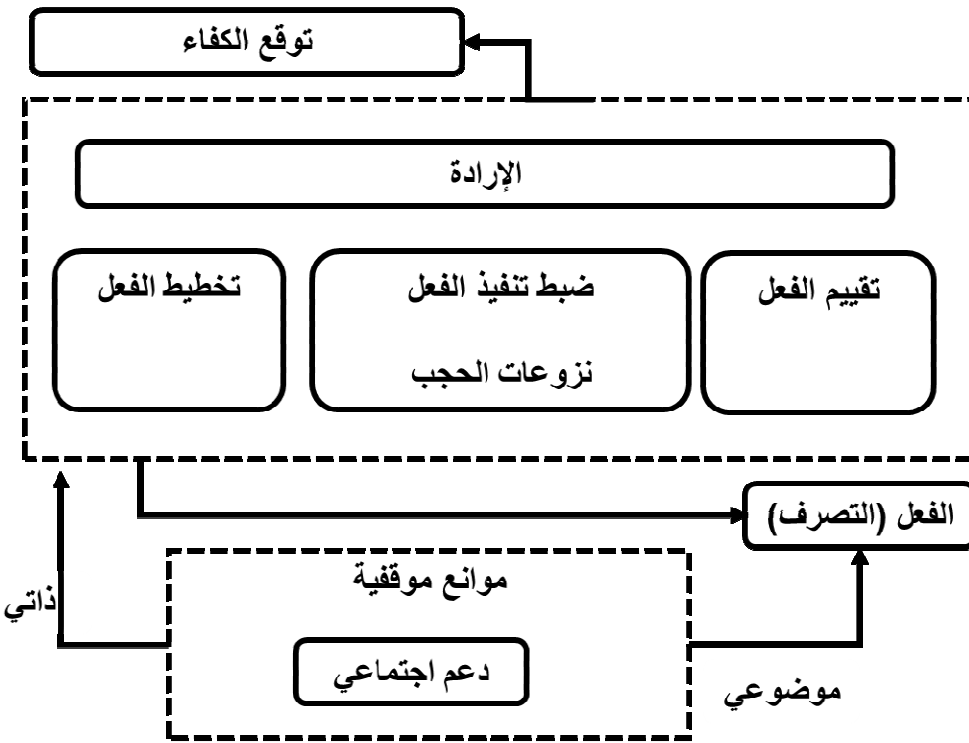 توقع الكفاء
الإرادة
تقييم الفعل
ضبط تنفيذ الفعل
نزوعات الحجب
تخطيط الفعل
الفعل (التصرف)
موانع موقفية
دعم اجتماعي
ذاتي
موضوعي